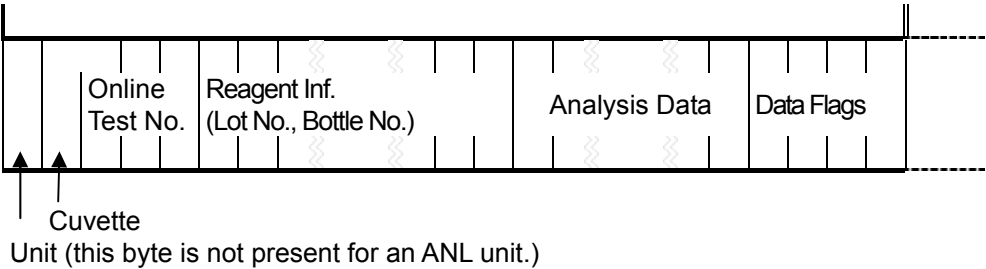 Online
Test No.
Reagent Inf.
(Lot No., Bottle No.)
Analysis Data
Data Flags
Cuvette
Unit (this byte is not present for an ANL unit.)